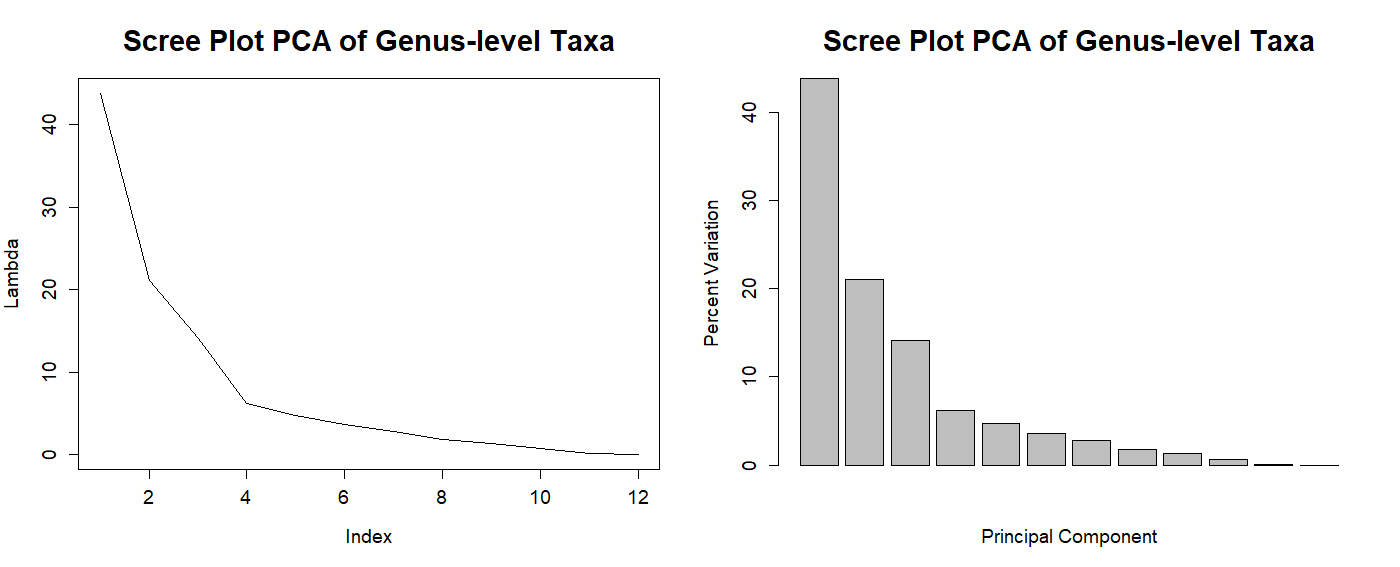 Scree Plot PCA of Genus-level Taxa
Lambda
40
30
20
10
0
2 4 6 8 10 12
Index
Scree Plot PCA of Genus-level Taxa
Percent Variation
40
30
20
10
0
Principal Component